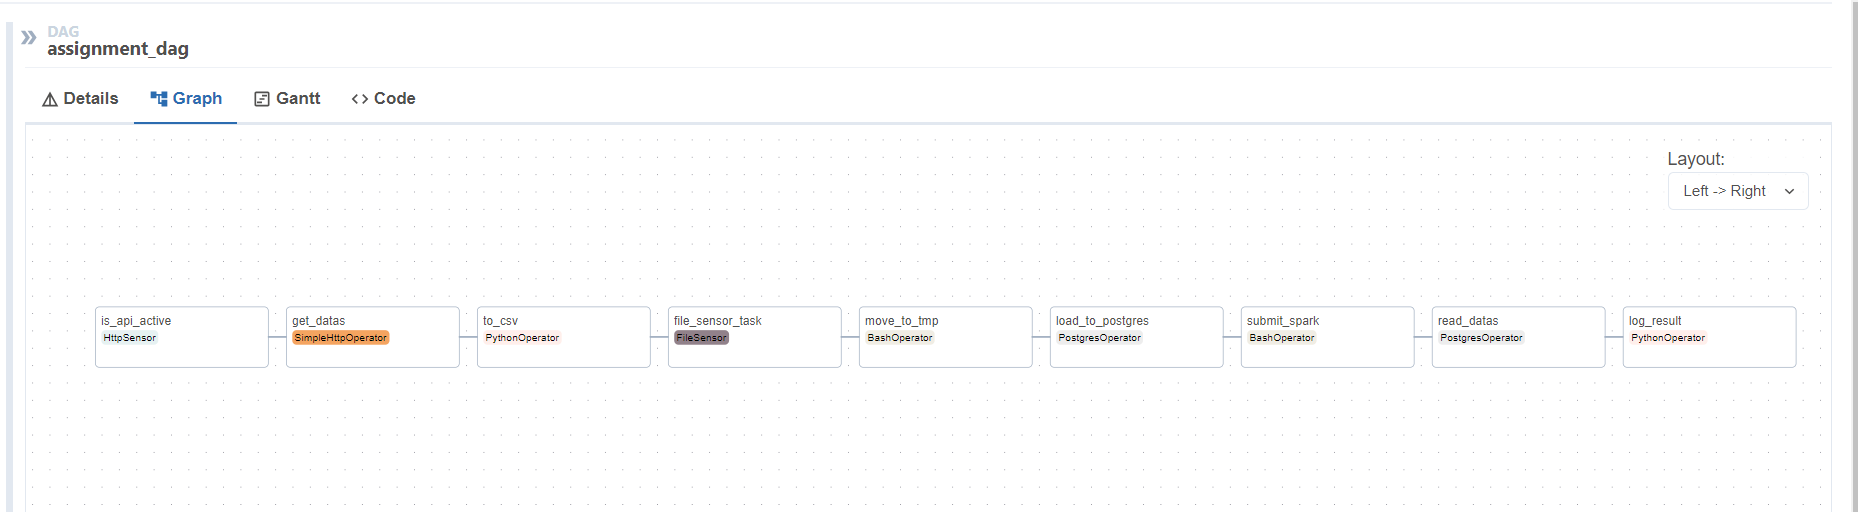 DAG
assignment_dag
Details
Graph
Gantt
Code
Layout:
Left -> Right
is_api_active
HttpSensor
get_datas
SimpleHttpOperator
to_csv
PythonOperator
file_sensor_task
FileSensor
move_to_tmp
BashOperator
load_to_postgres
PostgresOperator
submit_spark
BashOperator
read_datas
PostgresOperator
log_result
PythonOperator